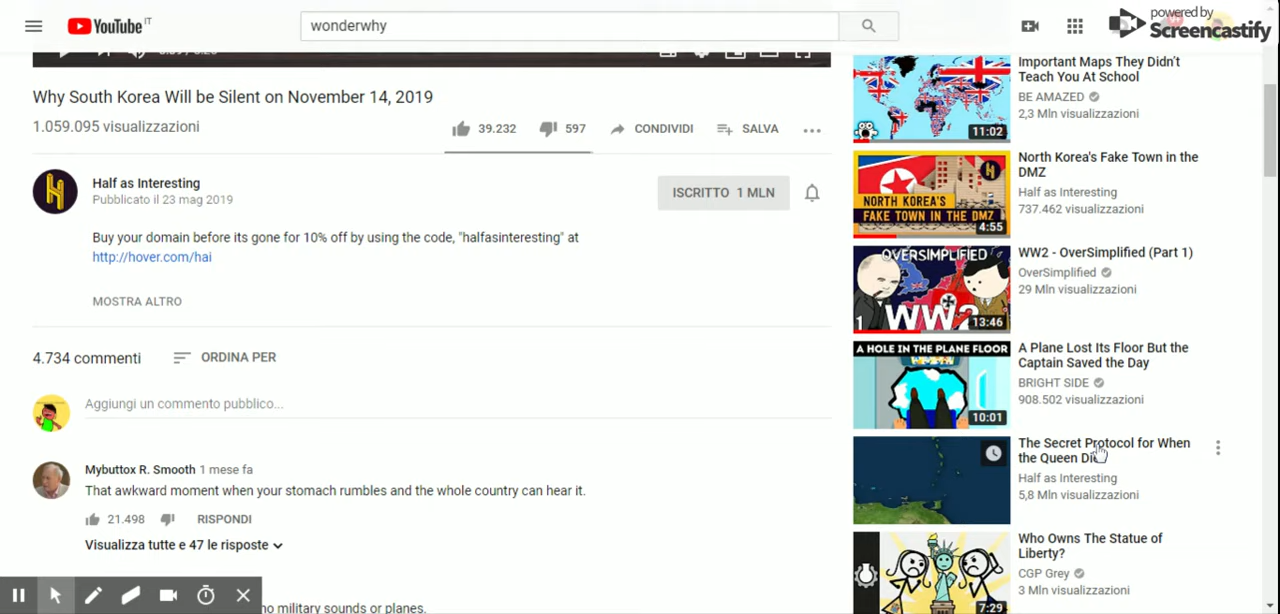 YouTube IT
wonderwhy
powered by
Screencastify
Why South Korea Will be Silent on November 14, 2019
1.059.095 visualizzazioni
39.232
597
CONDIVIDI
SALVA
Half as Interesting
Pubblicato il 23 mag 2019
ISCRITTO 1 MLN
Buy your domain before its gone for 10% off by using the code, "halfasinteresting" at
http://hover.com/hai
MOSTRA ALTRO
4.734 commenti
ORDINA PER
Aggiungi un commento pubblico...
Mybuttox R. Smooth 1 mese fa
That awkward moment when your stomach rumbles and the whole country can hear it.
21.498
RISPONDI
Visualizza tutte e 47 le risposte
no military sounds or planes.
11:02
Important Maps They Didn't
Teach You At School
BE AMAZED
2,3 Mln visualizzazioni
NORTH KOREA'S
FAKE TOWN IN THE DMZ
4:55
North Korea's Fake Town in the
DMZ
Half as Interesting
737.462 visualizzazioni
OVERSIMPLIFIED
WW2
1
13:46
WW2 - OverSimplified (Part 1)
OverSimplified
29 Mln visualizzazioni
A HOLE IN THE PLANE FLOOR
10:01
A Plane Lost Its Floor But the
Captain Saved the Day
BRIGHT SIDE
908.502 visualizzazioni
The Secret Protocol for When
the Queen
Half as Interesting
5,8 Mln visualizzazioni
7:29
Who Owns The Statue of
Liberty?
CGP Grey
3 Mln visualizzazioni